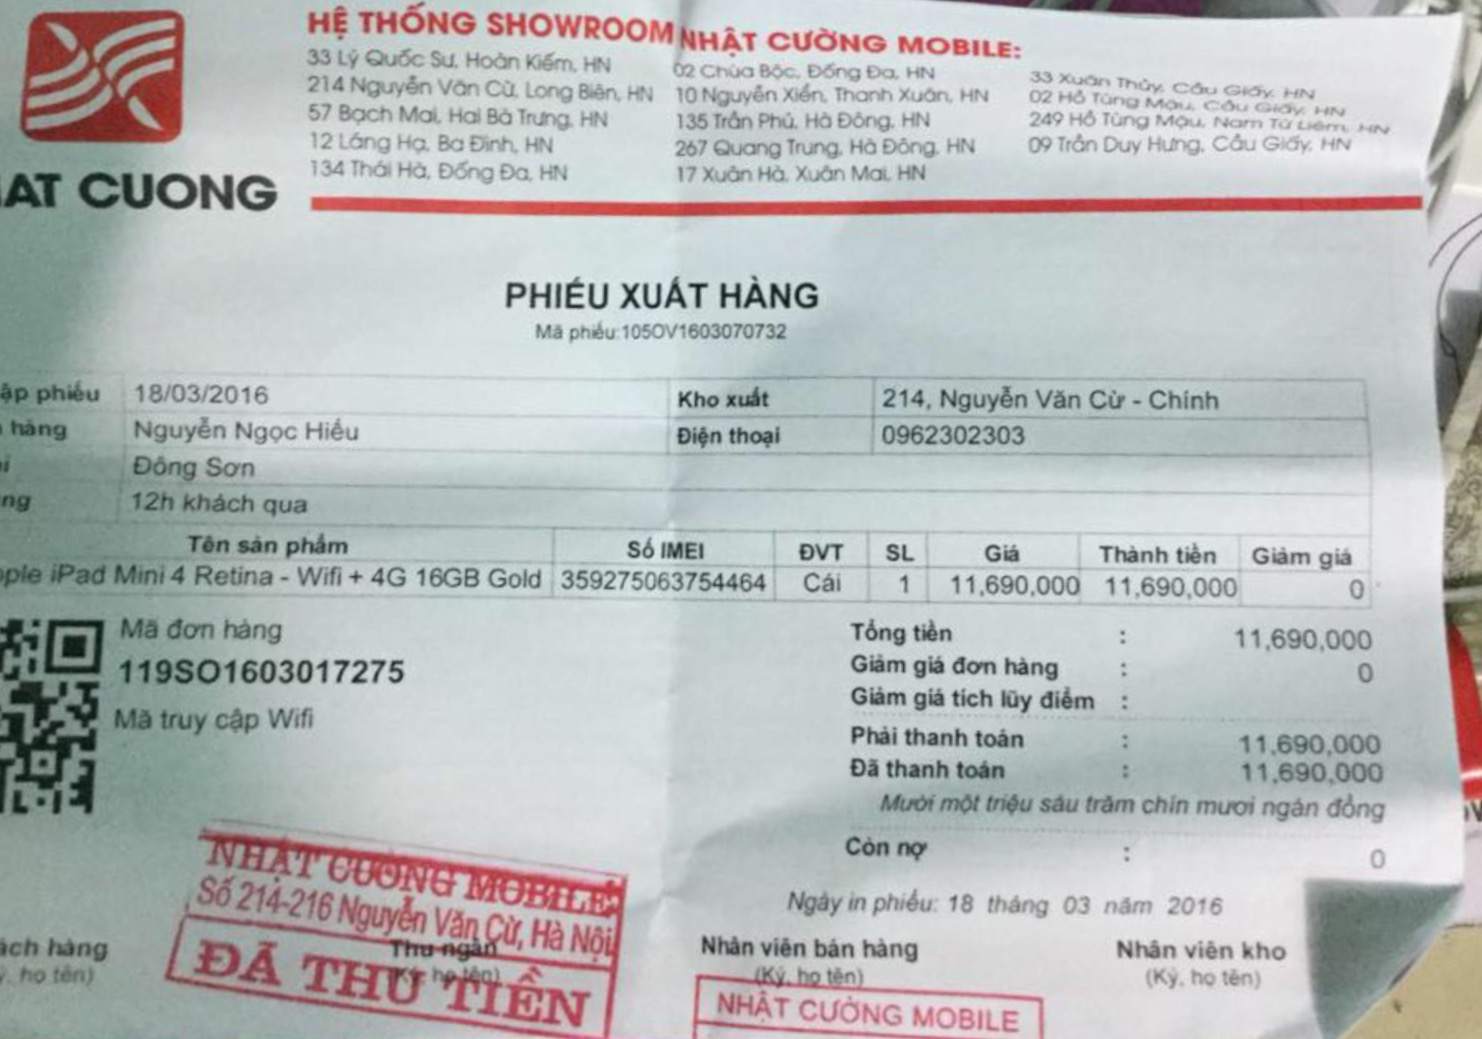 HỆ THỐNG SHOWROOM NHẬT CƯỜNG MOBILE:
33 Lý Quốc Sư, Hoàn Kiếm, HN
214 Nguyễn Văn Cừ, Long Biên, HN
57 Bạch Mai, Hai Bà Trưng, HN
12 Láng Hạ, Ba Đình, HN
134 Thái Hà, Đống Đa, HN
02 Chùa Bộc, Đống Đa, HN
10 Nguyễn Xiển, Thanh Xuân, HN
135 Trần Phú, Hà Đông, HN
267 Quang Trung, Hà Đông, HN
17 Xuân Hà, Xuân Mai, HN
33 Xuân Thủy, Cầu Giấy, HN
02 Hồ Tùng Mậu, Cầu Giấy, HN
249 Hồ Tùng Mậu, Nam Từ Liêm, HN
09 Trần Duy Hưng, Cầu Giấy, HN
AT CUONG
PHIẾU XUẤT HÀNG
Mã phiếu:105OV1603070732
ập phiếu 18/03/2016 Kho xuất 214, Nguyễn Văn Cừ - Chính
hàng Nguyễn Ngọc Hiếu Điện thoại 0962302303
i Đông Sơn
ng 12h khách qua
Tên sản phẩm Số IMEI ĐVT SL Giá Thành tiền Giảm giá
ple iPad Mini 4 Retina - Wifi + 4G 16GB Gold 359275063754464 Cái 1 11,690,000 11,690,000 0
Mã đơn hàng
119SO1603017275
Mã truy cập Wifi
Tổng tiền : 11,690,000
Giảm giá đơn hàng : 0
Giảm giá tích lũy điểm :
Phải thanh toán : 11,690,000
Đã thanh toán : 11,690,000
Mười một triệu sáu trăm chín mươi ngàn đồng
Còn nợ : 0
Ngày in phiếu: 18 tháng 03 năm 2016
ách hàng Thu ngân Nhân viên bán hàng Nhân viên kho
ý, họ tên) (Ký, họ tên) (Ký, họ tên) (Ký, họ tên)
NHẬT CƯỜNG MOBILE
Số 214-216 Nguyễn Văn Cừ, Hà Nội
ĐÃ THU TIỀN
NHẬT CƯỜNG MOBILE